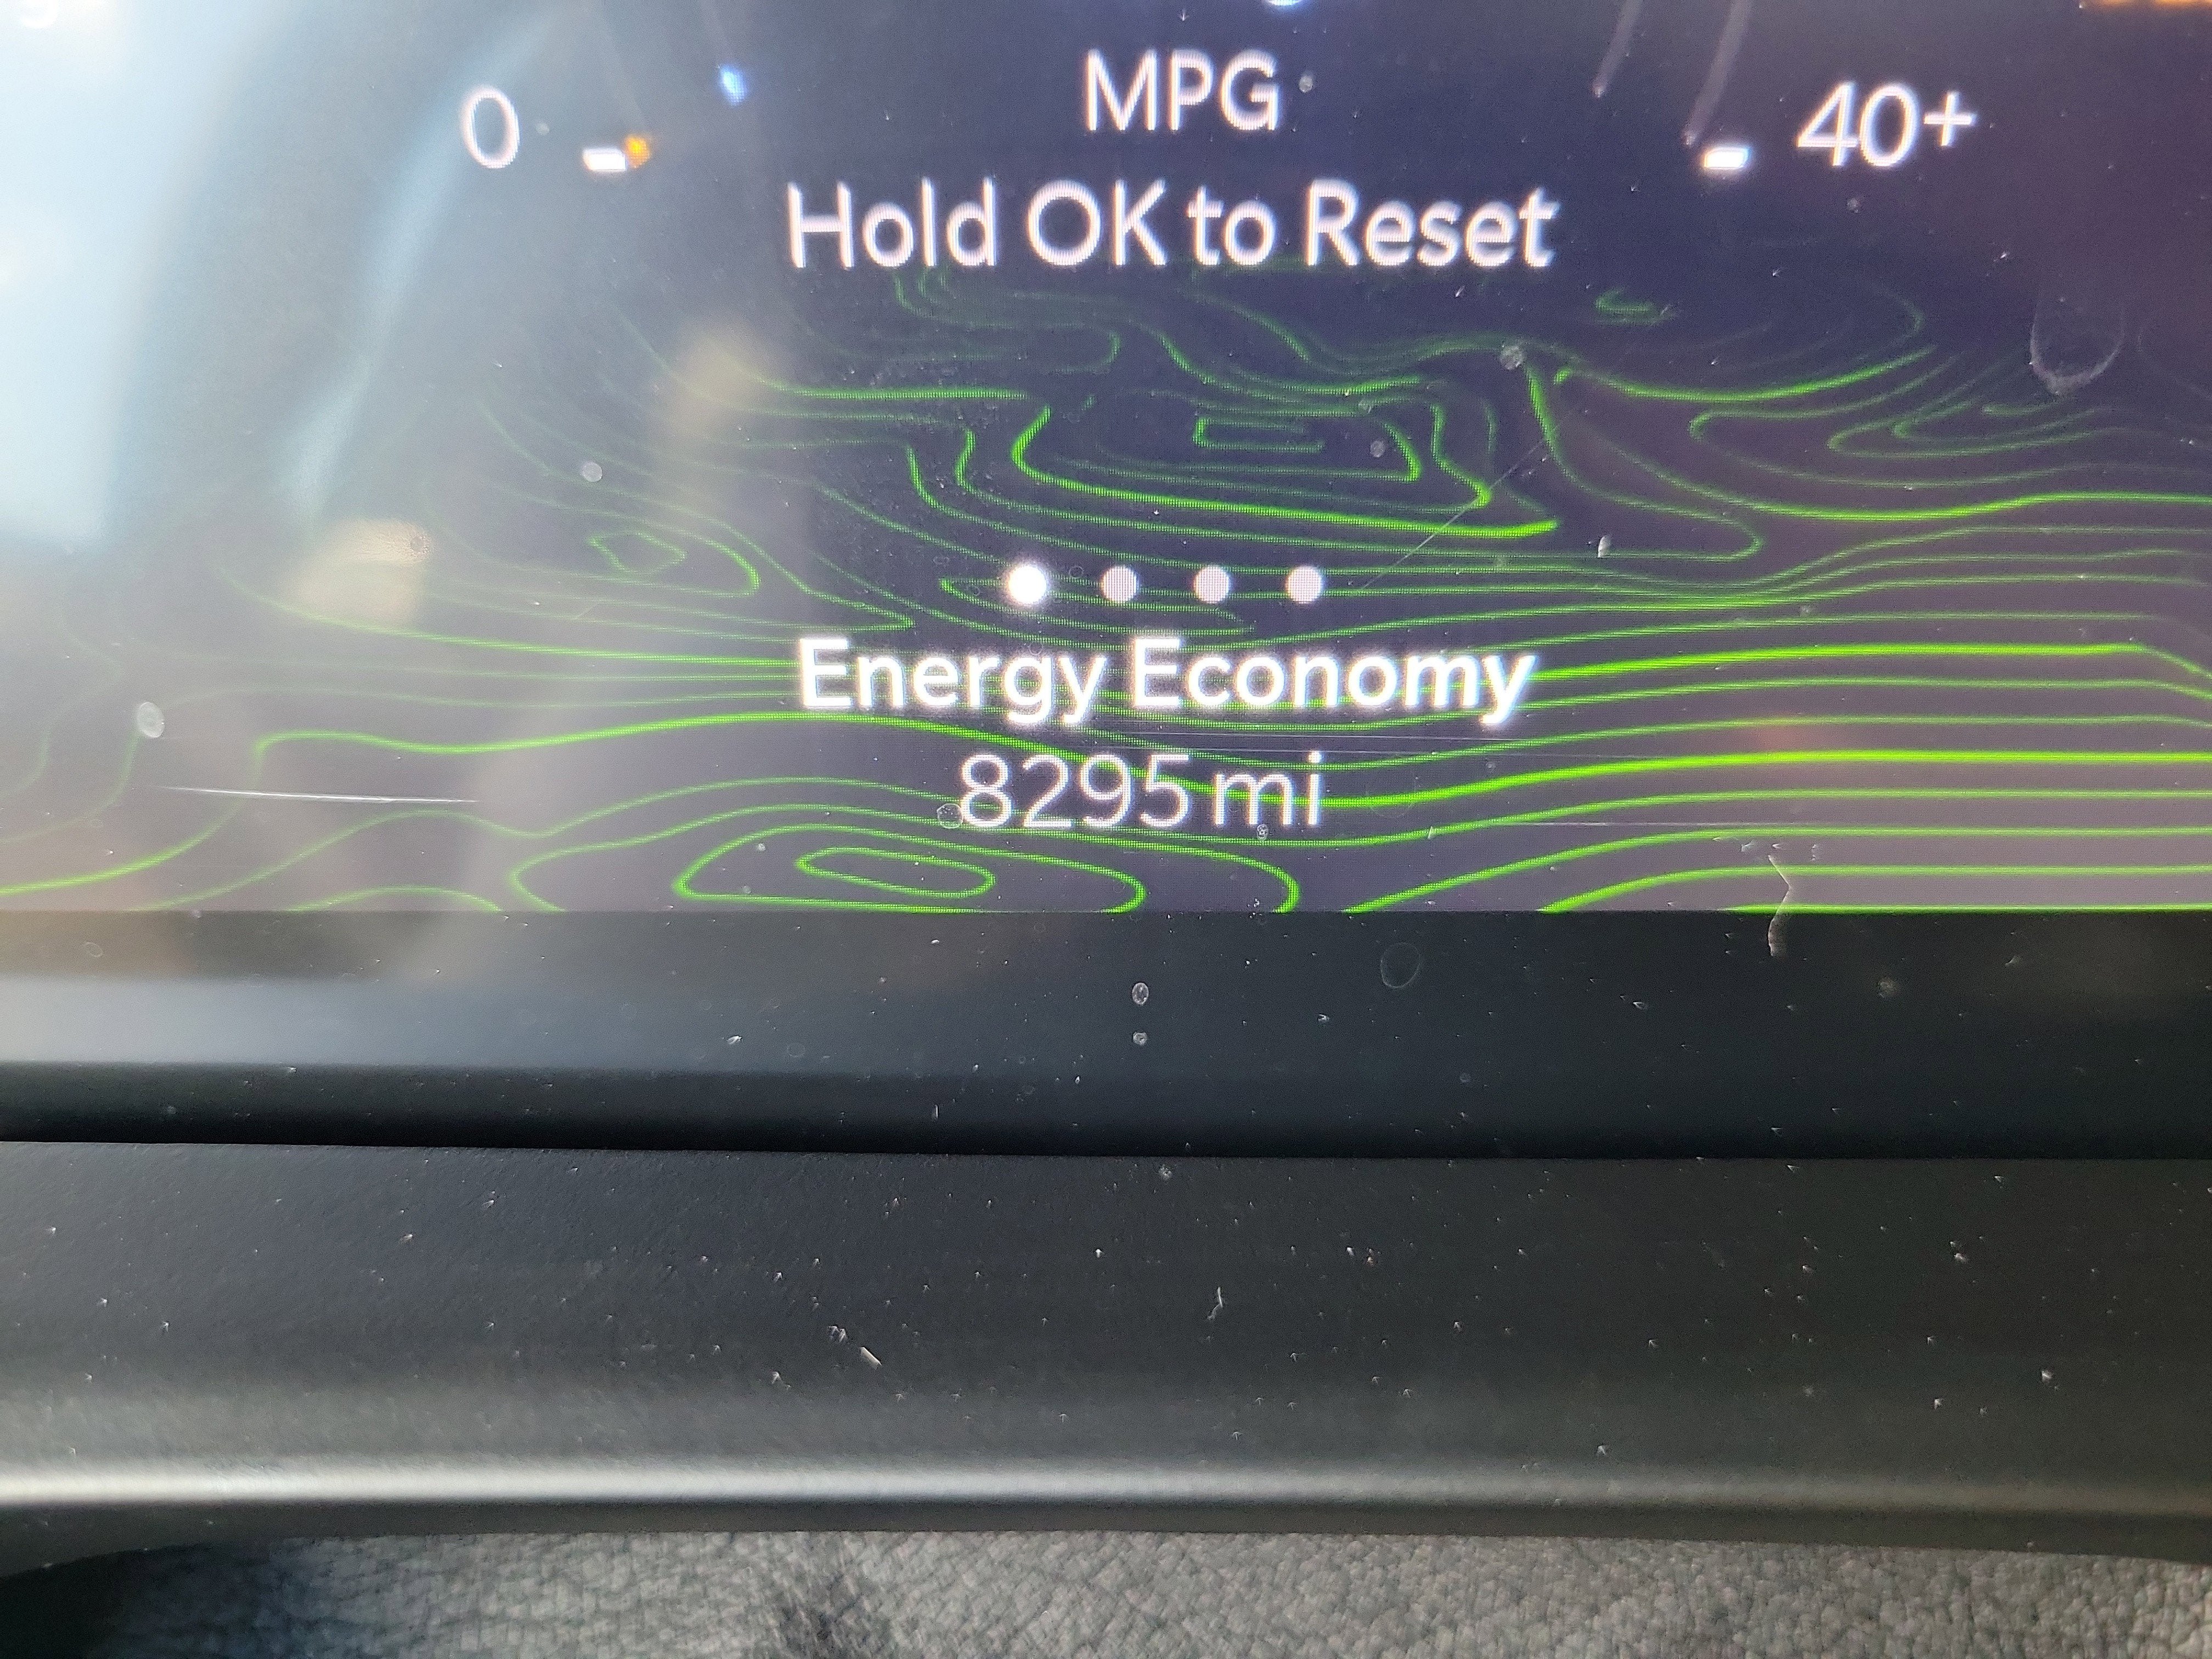 MPG
0 40+
Hold OK to Reset
Energy Economy
8295 mi